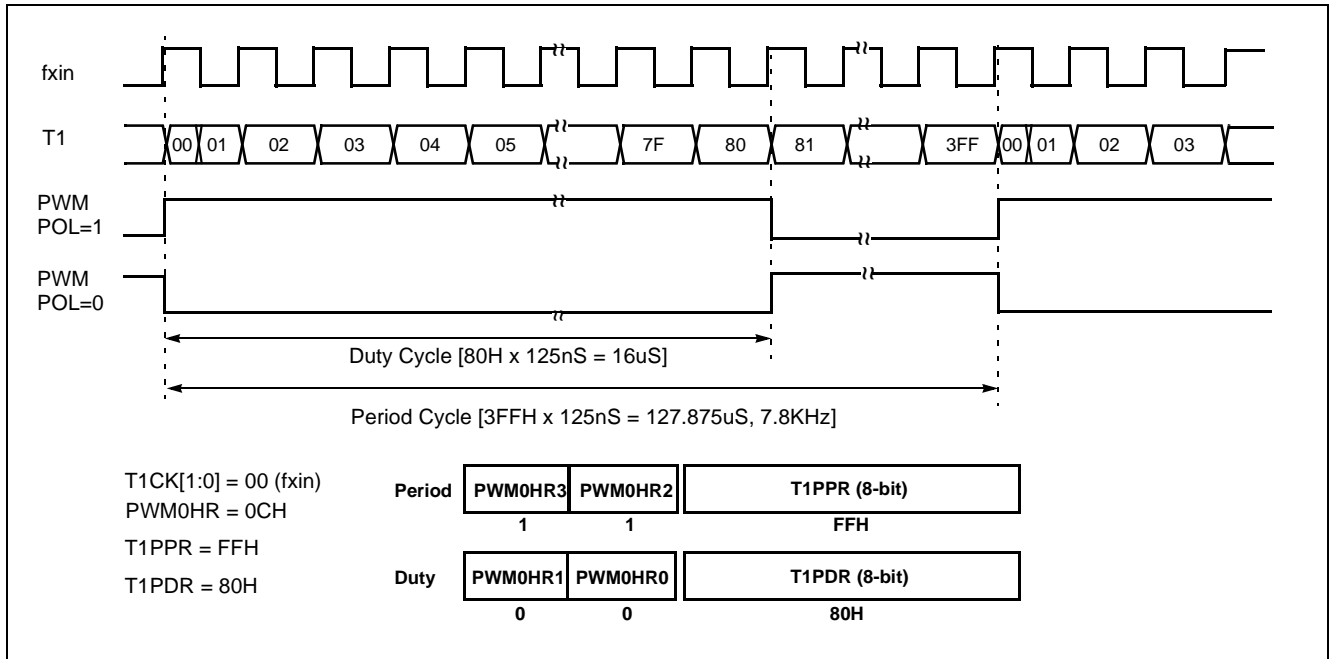 fxin
T1
00 01 02 03 04 05 7F 80 81 3FF 00 01 02 03
PWM
POL=1
PWM
POL=0
Duty Cycle [80H x 125nS = 16uS]
Period Cycle [3FFH x 125nS = 127.875uS, 7.8KHz]
T1CK[1:0] = 00 (fxin)
PWM0HR = 0CH
T1PPR = FFH
T1PDR = 80H
Period PWM0HR3 PWM0HR2 T1PPR (8-bit)
1 1 FFH
Duty PWM0HR1 PWM0HR0 T1PDR (8-bit)
0 0 80H